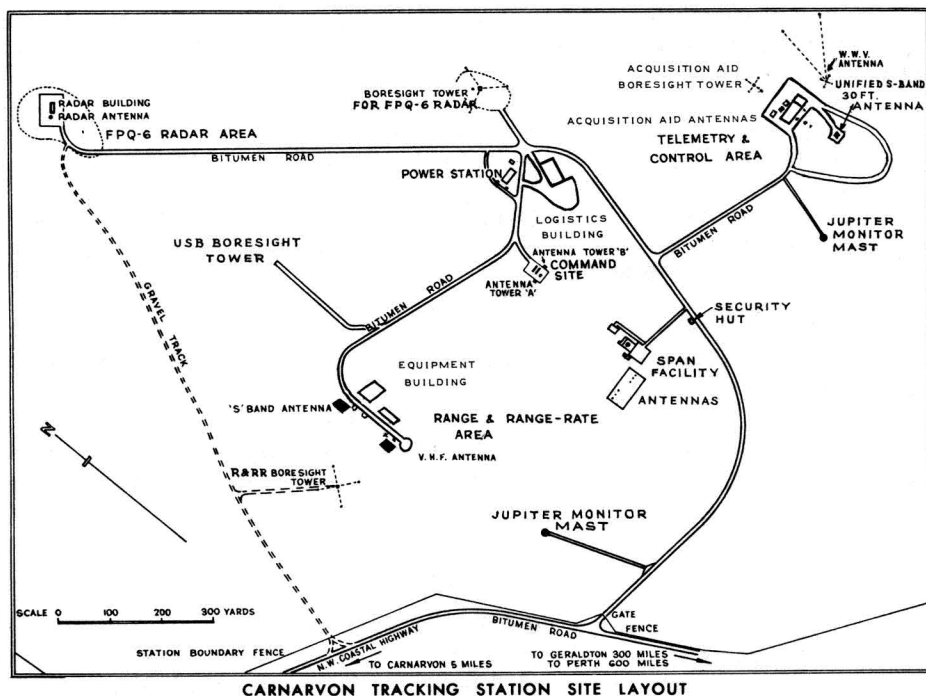 W.W.V.
ANTENNA
UNIFIED S-BAND
30 FT.
ANTENNA
ACQUISITION AID
BORESIGHT TOWER
BORESIGHT TOWER
FOR FPQ-6 RADAR
RADAR BUILDING
RADAR ANTENNA
FPQ-6 RADAR AREA
ACQUISITION AID ANTENNAS
TELEMETRY &
CONTROL AREA
BITUMEN ROAD
POWER STATION
LOGISTICS
BUILDING
BITUMEN ROAD
JUPITER
MONITOR
MAST
USB BORESIGHT
TOWER
ANTENNA TOWER 'B'
COMMAND
SITE
ANTENNA
TOWER 'A'
BITUMEN ROAD
GRAVEL TRACK
SECURITY
HUT
SPAN
FACILITY
ANTENNAS
EQUIPMENT
BUILDING
'S' BAND ANTENNA
RANGE & RANGE-RATE
AREA
V.H.F. ANTENNA
N
R&RR BORESIGHT
TOWER
JUPITER MONITOR
MAST
SCALE 0 100 200 300 YARDS
GATE
FENCE
BITUMEN ROAD
STATION BOUNDARY FENCE
N.W. COASTAL HIGHWAY
TO CARNARVON 5 MILES
TO GERALDTON 300 MILES
TO PERTH 600 MILES
CARNARVON TRACKING STATION SITE LAYOUT